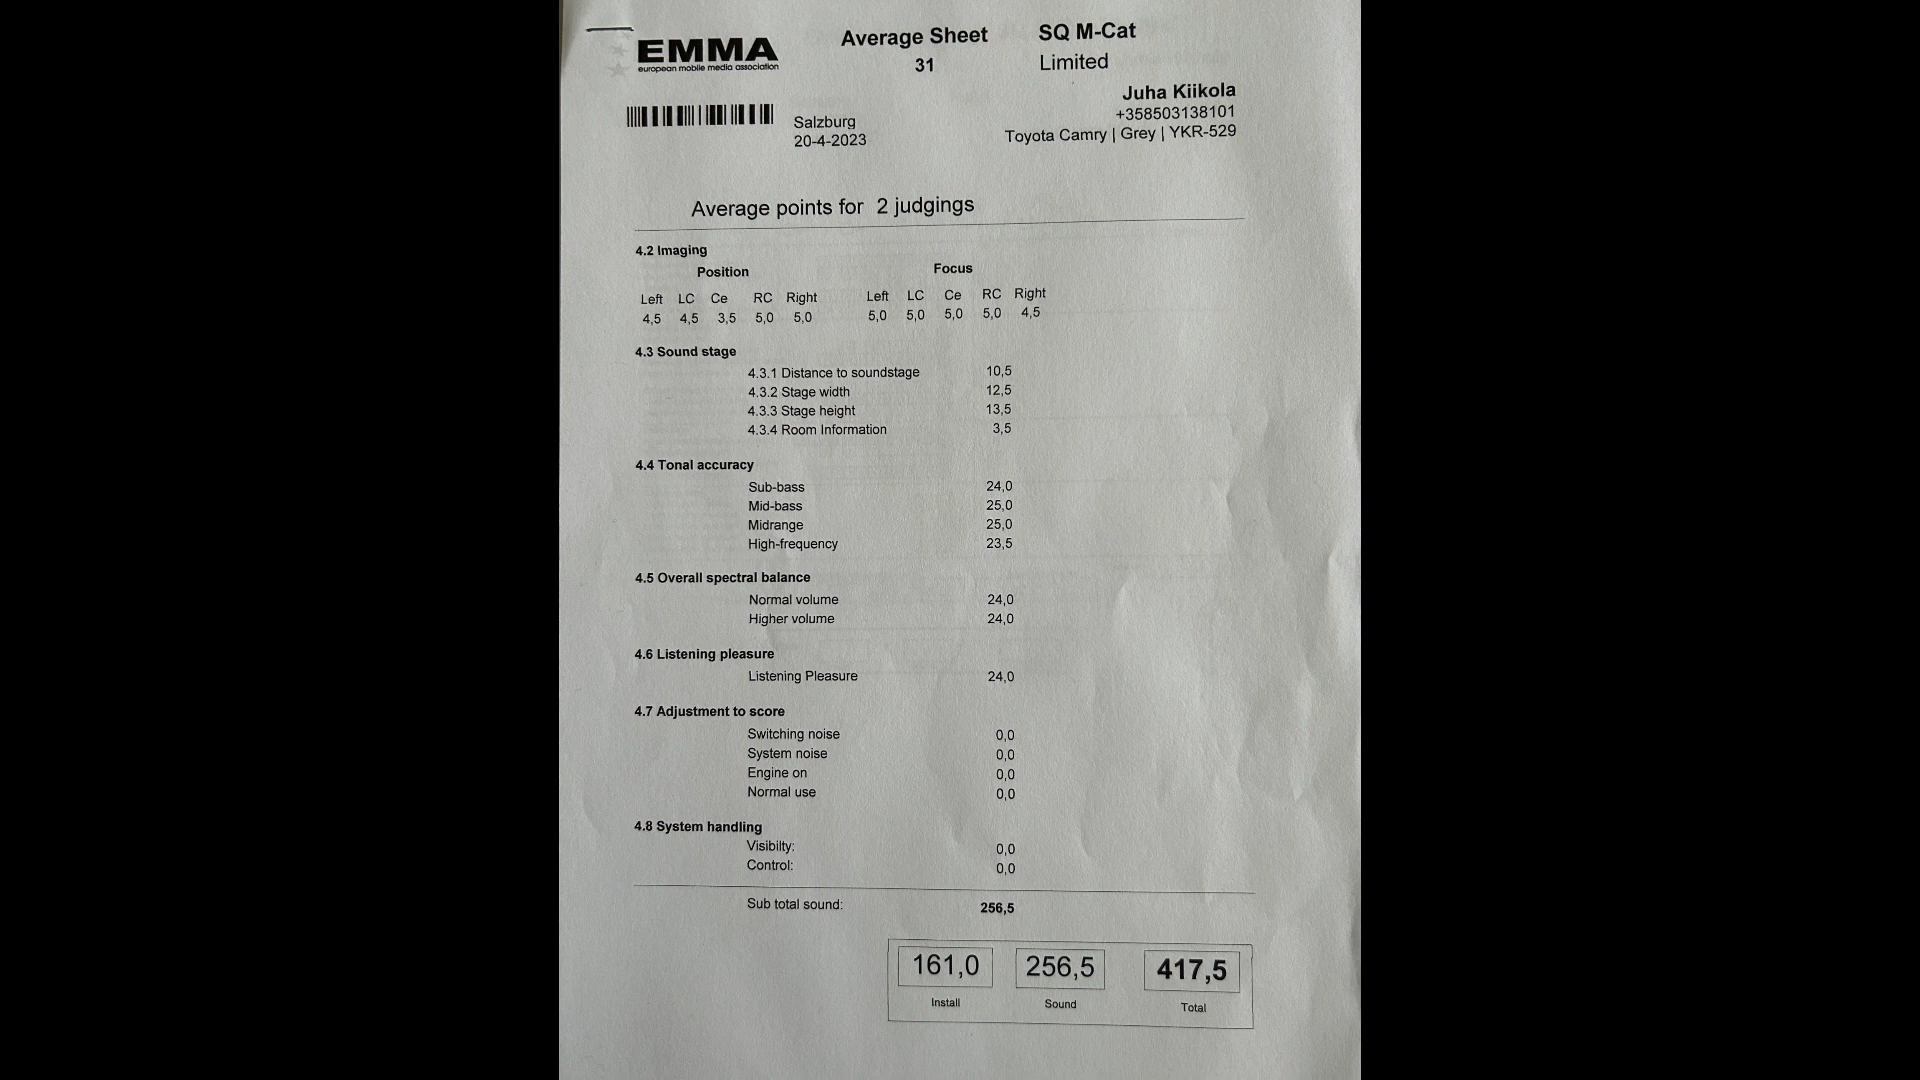 EMMA
european mobile media association
Average Sheet
31
SQ M-Cat
Limited
Juha Kiikola
+358503138101
Toyota Camry | Grey | YKR-529
Salzburg
20-4-2023
Average points for 2 judgings
4.2 Imaging
Position Focus
Left LC Ce RC Right Left LC Ce RC Right
4,5 4,5 3,5 5,0 5,0 5,0 5,0 5,0 5,0 4,5
4.3 Sound stage
4.3.1 Distance to soundstage 10,5
4.3.2 Stage width 12,5
4.3.3 Stage height 13,5
4.3.4 Room Information 3,5
4.4 Tonal accuracy
Sub-bass 24,0
Mid-bass 25,0
Midrange 25,0
High-frequency 23,5
4.5 Overall spectral balance
Normal volume 24,0
Higher volume 24,0
4.6 Listening pleasure
Listening Pleasure 24,0
4.7 Adjustment to score
Switching noise 0,0
System noise 0,0
Engine on 0,0
Normal use 0,0
4.8 System handling
Visibilty: 0,0
Control: 0,0
Sub total sound: 256,5
161,0 256,5 417,5
Install Sound Total